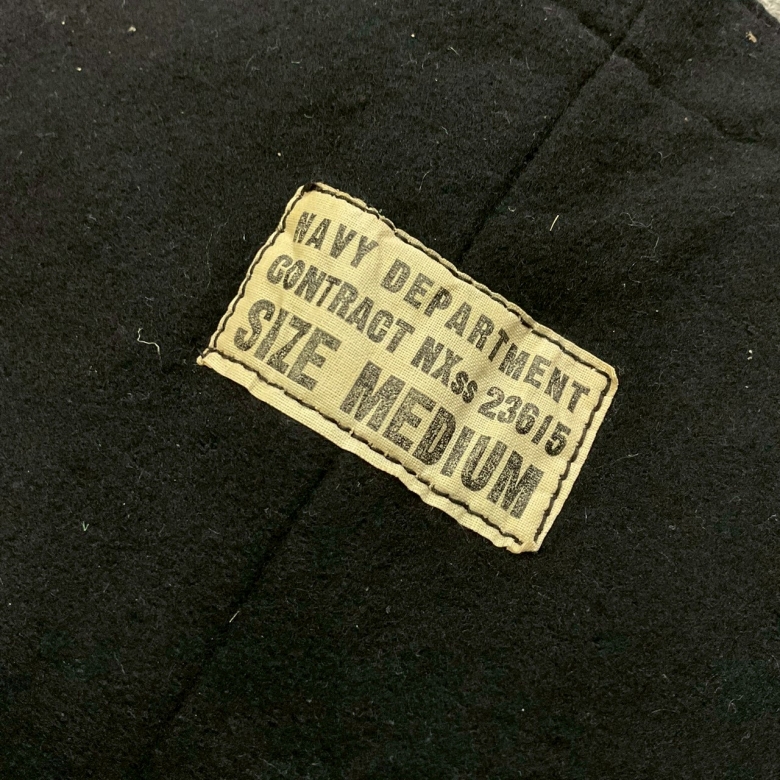 NAVY DEPARTMENT
CONTRACT NXss 23615
SIZE MEDIUM